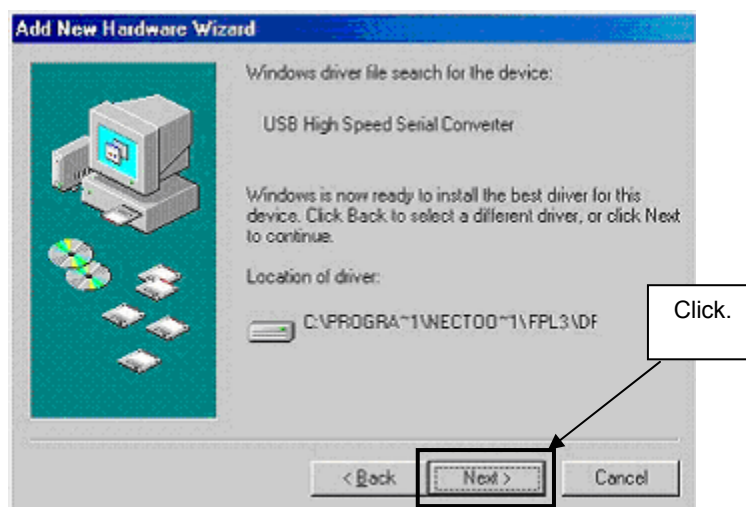 Add New Hardware Wizard
Windows driver file search for the device:
USB High Speed Serial Converter
Windows is now ready to install the best driver for this
device. Click Back to select a different driver, or click Next
to continue.
Location of driver:
C:\PROGRA~1\NECTOO~1\FPL3\DF
Click.
< Back
Next >
Cancel